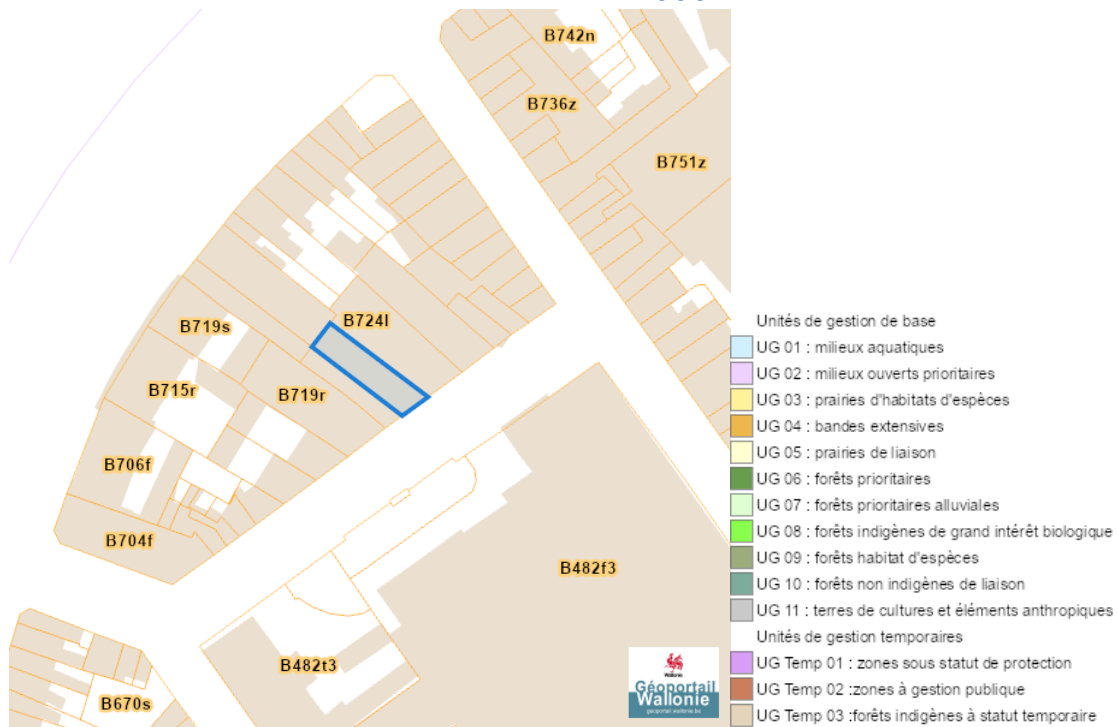 B742n
B736z
B751z
B724l
B719s
B715r
B719r
B706f
B704f
B482f3
B482t3
B670s
Unités de gestion de base
UG 01 : milieux aquatiques
UG 02 : milieux ouverts prioritaires
UG 03 : prairies d'habitats d'espèces
UG 04 : bandes extensives
UG 05 : prairies de liaison
UG 06 : forêts prioritaires
UG 07 : forêts prioritaires alluviales
UG 08 : forêts indigènes de grand intérêt biologique
UG 09 : forêts habitat d'espèces
UG 10 : forêts non indigènes de liaison
UG 11 : terres de cultures et éléments anthropiques
Unités de gestion temporaires
UG Temp 01 : zones sous statut de protection
UG Temp 02 :zones à gestion publique
UG Temp 03 :forêts indigènes à statut temporaire
Wallonie
Géoportail
Wallonie
geoportail.wallonie.be